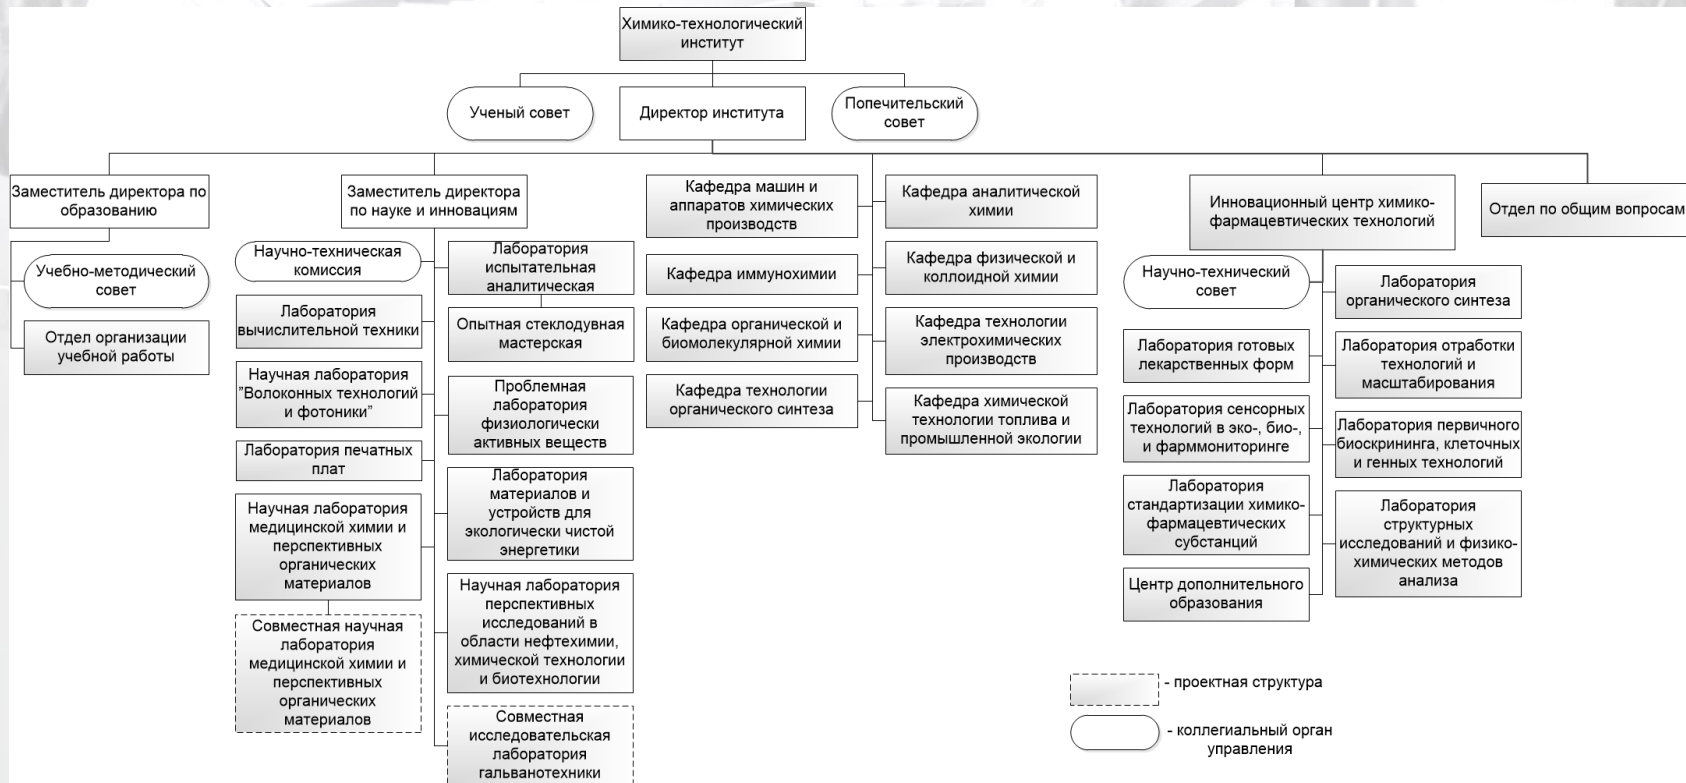 Химико-технологический
институт
Ученый совет
Директор института
Попечительский
совет
Заместитель директора по
образованию
Учебно-методический
совет
Отдел организации
учебной работы
Заместитель директора
по науке и инновациям
Научно-техническая
комиссия
Лаборатория
вычислительной техники
Научная лаборатория
"Волоконных технологий
и фотоники"
Лаборатория печатных
плат
Научная лаборатория
медицинской химии и
перспективных
органических
материалов
Совместная научная
лаборатория
медицинской химии и
перспективных
органических
материалов
Лаборатория
испытательная
аналитическая
Опытная стеклодувная
мастерская
Проблемная
лаборатория
физиологически
активных веществ
Лаборатория
материалов и
устройств для
экологически чистой
энергетики
Научная лаборатория
перспективных
исследований в
области нефтехимии,
химической технологии
и биотехнологии
Совместная
исследовательская
лаборатория
гальванотехники
Кафедра машин и
аппаратов химических
производств
Кафедра иммунохимии
Кафедра органической и
биомолекулярной химии
Кафедра технологии
органического синтеза
Кафедра аналитической
химии
Кафедра физической и
коллоидной химии
Кафедра технологии
электрохимических
производств
Кафедра химической
технологии топлива и
промышленной экологии
Инновационный центр химико-
фармацевтических технологий
Научно-технический
совет
Лаборатория готовых
лекарственных форм
Лаборатория сенсорных
технологий в эко-, био-,
и фарммониторинге
Лаборатория
стандартизации химико-
фармацевтических
субстанций
Центр дополнительного
образования
Лаборатория
органического синтеза
Лаборатория отработки
технологий и
масштабирования
Лаборатория первичного
биоскрининга, клеточных
и генных технологий
Лаборатория
структурных
исследований и физико-
химических методов
анализа
Отдел по общим вопросам
- проектная структура
- коллегиальный орган
управления